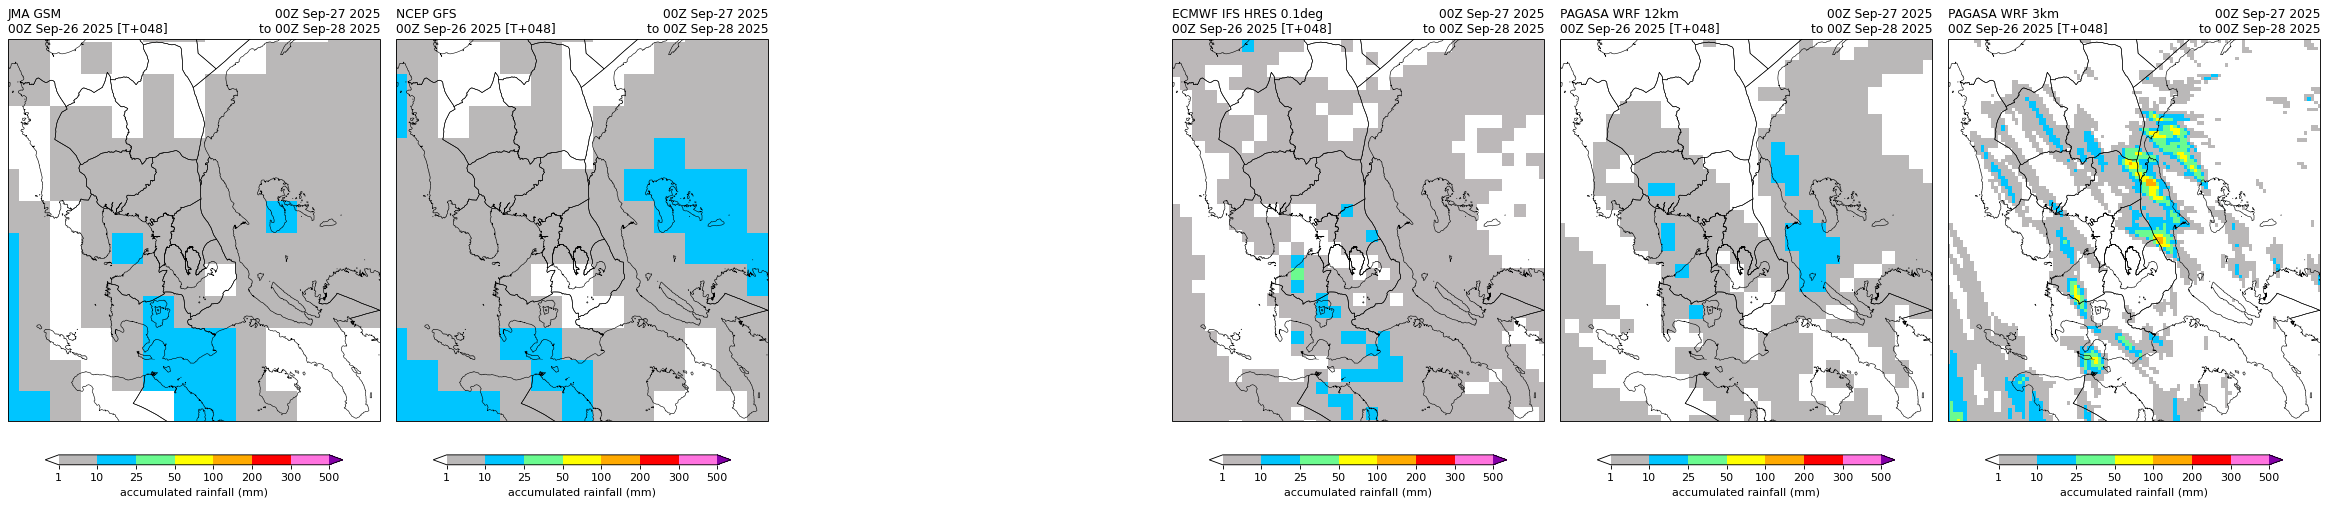 JMA GSM 00Z Sep-27 2025
00Z Sep-26 2025 [T+048] to 00Z Sep-28 2025
1 10 25 50 100 200 300 500
accumulated rainfall (mm)
NCEP GFS 00Z Sep-27 2025
00Z Sep-26 2025 [T+048] to 00Z Sep-28 2025
1 10 25 50 100 200 300 500
accumulated rainfall (mm)
ECMWF IFS HRES 0.1deg 00Z Sep-27 2025
00Z Sep-26 2025 [T+048] to 00Z Sep-28 2025
1 10 25 50 100 200 300 500
accumulated rainfall (mm)
PAGASA WRF 12km 00Z Sep-27 2025
00Z Sep-26 2025 [T+048] to 00Z Sep-28 2025
1 10 25 50 100 200 300 500
accumulated rainfall (mm)
PAGASA WRF 3km 00Z Sep-27 2025
00Z Sep-26 2025 [T+048] to 00Z Sep-28 2025
1 10 25 50 100 200 300 500
accumulated rainfall (mm)